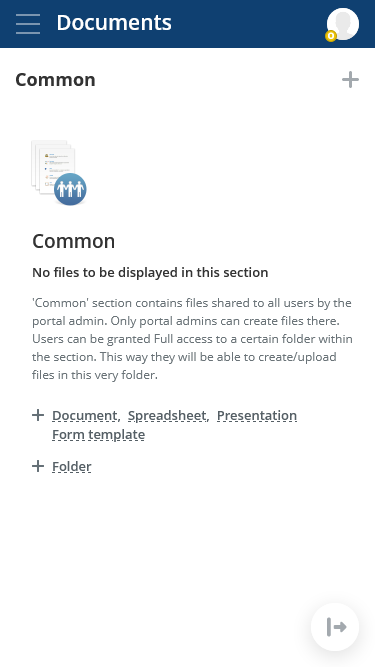 Documents
Common
Common
No files to be displayed in this section
'Common' section contains files shared to all users by the
portal admin. Only portal admins can create files there.
Users can be granted Full access to a certain folder within
the section. This way they will be able to create/upload
files in this very folder.
Document, Spreadsheet, Presentation
Form template
Folder